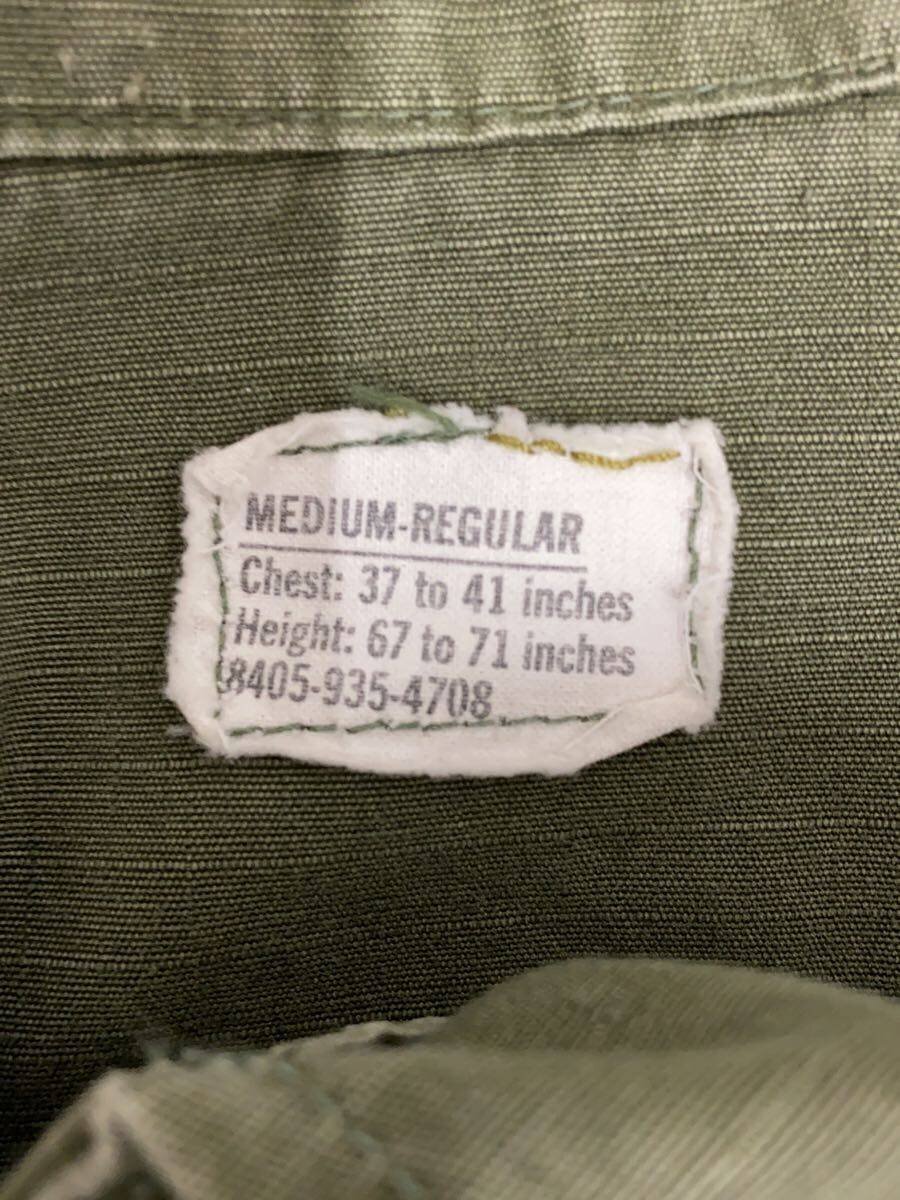 MEDIUM-REGULAR
Chest: 37 to 41 inches
Height: 67 to 71 inches
8405-935-4708